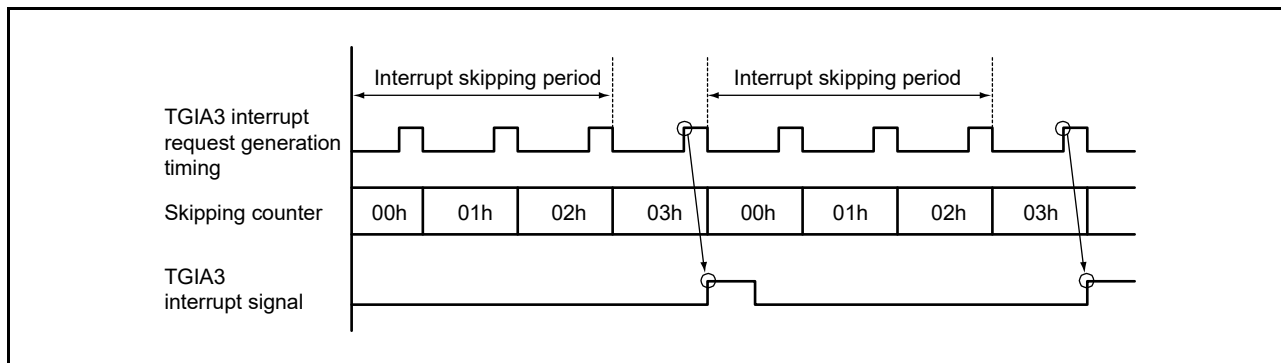 Interrupt skipping period
Interrupt skipping period
TGIA3 interrupt
request generation
timing
Skipping counter
00h
01h
02h
03h
00h
01h
02h
03h
TGIA3
interrupt signal